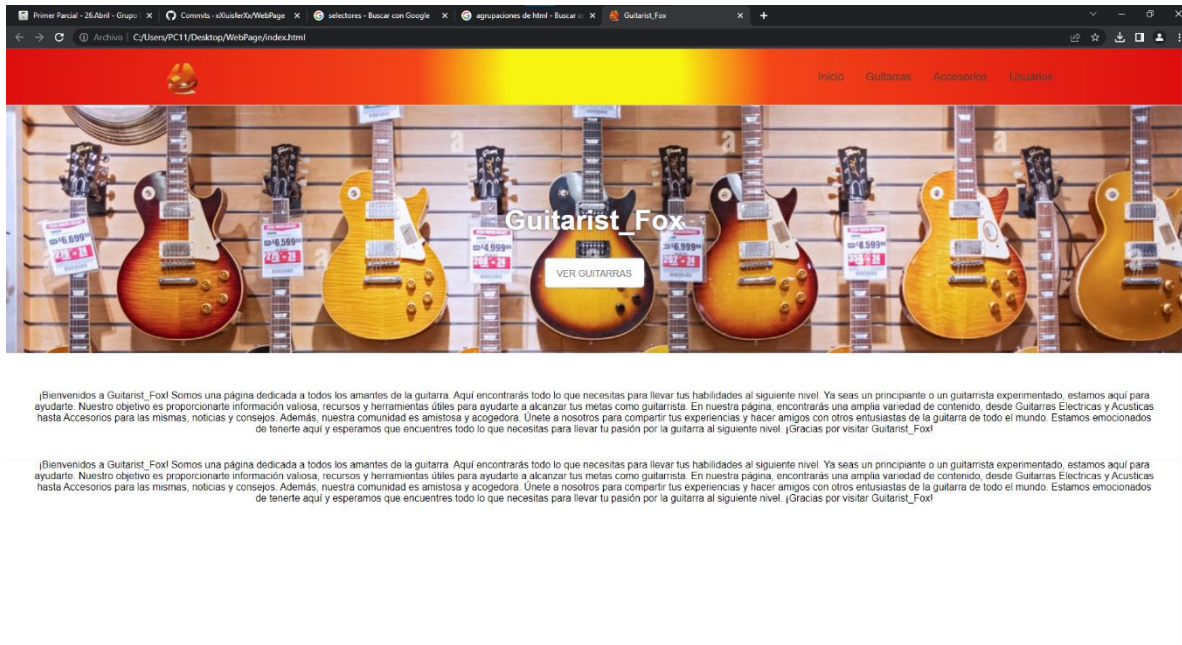 Primer Parcial - 26.Abril - Grupo
Commits · xXluisferXx/WebPage
selectores - Buscar con Google
agrupaciones de html - Buscar
Guitarist_Fox
Archivo | C:/Users/PC11/Desktop/WebPage/index.html
Inicio Guitarras Accesorios Usuarios
Guitarist_Fox
VER GUITARRAS
¡Bienvenidos a Guitarist_Fox! Somos una página dedicada a todos los amantes de la guitarra. Aquí encontrarás todo lo que necesitas para llevar tus habilidades al siguiente nivel. Ya seas un principiante o un guitarrista experimentado, estamos aquí para
ayudarte. Nuestro objetivo es proporcionarte información valiosa, recursos y herramientas útiles para ayudarte a alcanzar tus metas como guitarrista. En nuestra página, encontrarás una amplia variedad de contenido, desde Guitarras Electricas y Acusticas
hasta Accesorios para las mismas, noticias y consejos. Además, nuestra comunidad es amistosa y acogedora. Únete a nosotros para compartir tus experiencias y hacer amigos con otros entusiastas de la guitarra de todo el mundo. Estamos emocionados
de tenerte aquí y esperamos que encuentres todo lo que necesitas para llevar tu pasión por la guitarra al siguiente nivel. ¡Gracias por visitar Guitarist_Fox!
¡Bienvenidos a Guitarist_Fox! Somos una página dedicada a todos los amantes de la guitarra. Aquí encontrarás todo lo que necesitas para llevar tus habilidades al siguiente nivel. Ya seas un principiante o un guitarrista experimentado, estamos aquí para
ayudarte. Nuestro objetivo es proporcionarte información valiosa, recursos y herramientas útiles para ayudarte a alcanzar tus metas como guitarrista. En nuestra página, encontrarás una amplia variedad de contenido, desde Guitarras Electricas y Acusticas
hasta Accesorios para las mismas, noticias y consejos. Además, nuestra comunidad es amistosa y acogedora. Únete a nosotros para compartir tus experiencias y hacer amigos con otros entusiastas de la guitarra de todo el mundo. Estamos emocionados
de tenerte aquí y esperamos que encuentres todo lo que necesitas para llevar tu pasión por la guitarra al siguiente nivel. ¡Gracias por visitar Guitarist_Fox!